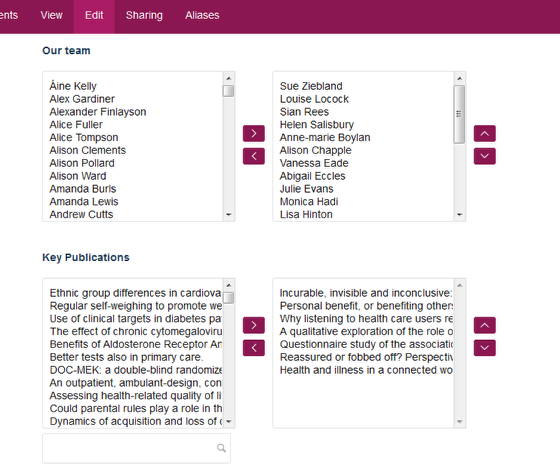 ents View Edit Sharing Aliases
Our team
Áine Kelly
Alex Gardiner
Alexander Finlayson
Alice Fuller
Alice Tompson
Alison Clements
Alison Pollard
Alison Ward
Amanda Burls
Amanda Lewis
Andrew Cutts
Sue Ziebland
Louise Locock
Sian Rees
Helen Salisbury
Anne-marie Boylan
Alison Chapple
Vanessa Eade
Abigail Eccles
Julie Evans
Monica Hadi
Lisa Hinton
Key Publications
Ethnic group differences in cardiova
Regular self-weighing to promote we
Use of clinical targets in diabetes pa
The effect of chronic cytomegaloviru
Benefits of Aldosterone Receptor An
Better tests also in primary care.
DOC-MEK: a double-blind randomize
An outpatient, ambulant-design, con
Assessing health-related quality of li
Could parental rules play a role in th
Dynamics of acquisition and loss of c
Incurable, invisible and inconclusive:
Personal benefit, or benefiting others
Why listening to health care users re
A qualitative exploration of the role o
Questionnaire study of the associatio
Reassured or fobbed off? Perspectiv
Health and illness in a connected wo